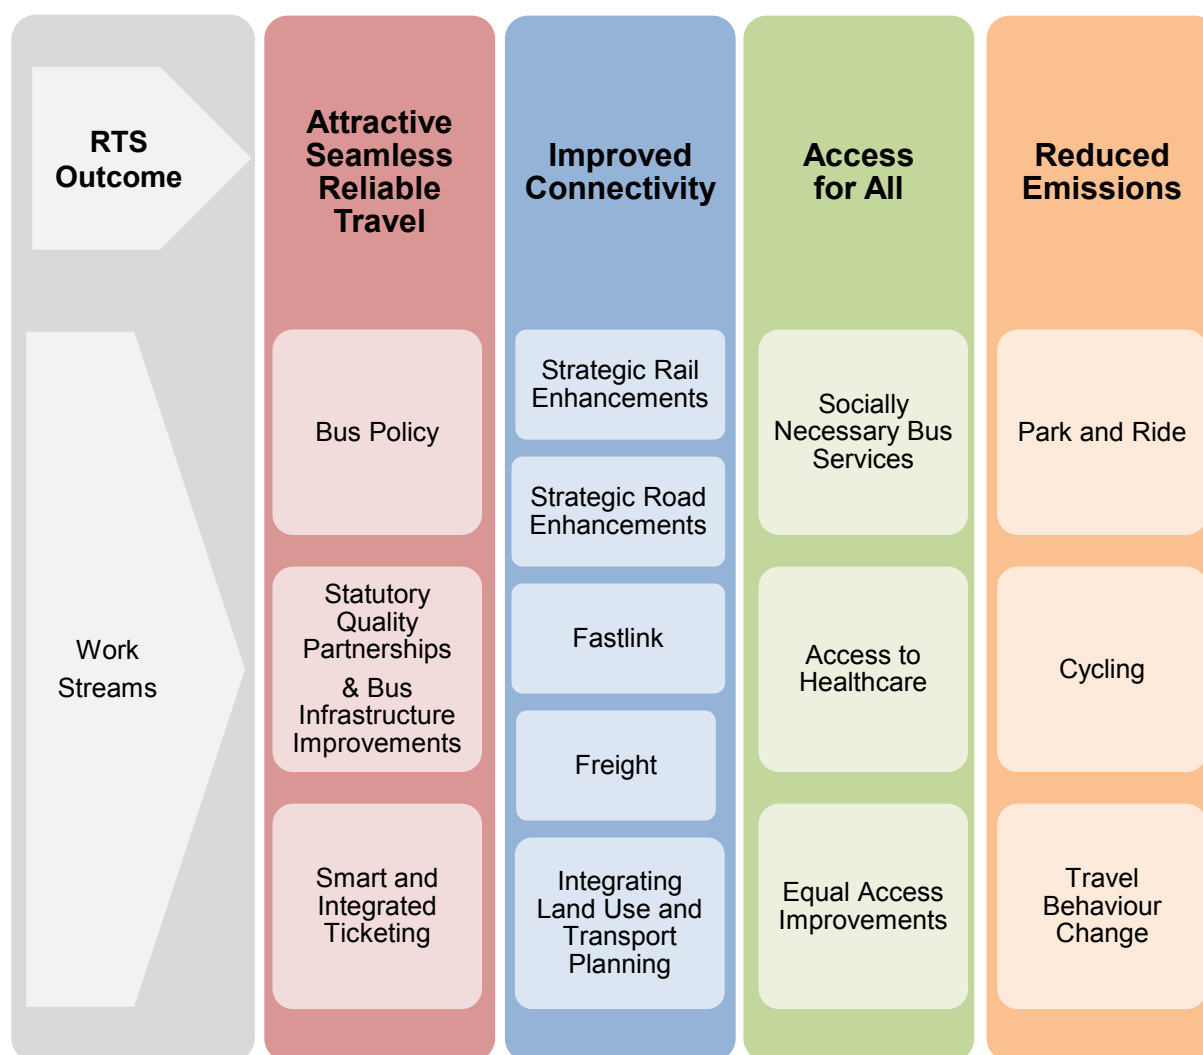 RTS
Outcome
Attractive
Seamless
Reliable
Travel
Improved
Connectivity
Access
for All
Reduced
Emissions
Work
Streams
Bus Policy
Statutory
Quality
Partnerships
& Bus
Infrastructure
Improvements
Smart and
Integrated
Ticketing
Strategic Rail
Enhancements
Strategic Road
Enhancements
Fastlink
Freight
Integrating
Land Use and
Transport
Planning
Socially
Necessary Bus
Services
Access to
Healthcare
Equal Access
Improvements
Park and Ride
Cycling
Travel
Behaviour
Change